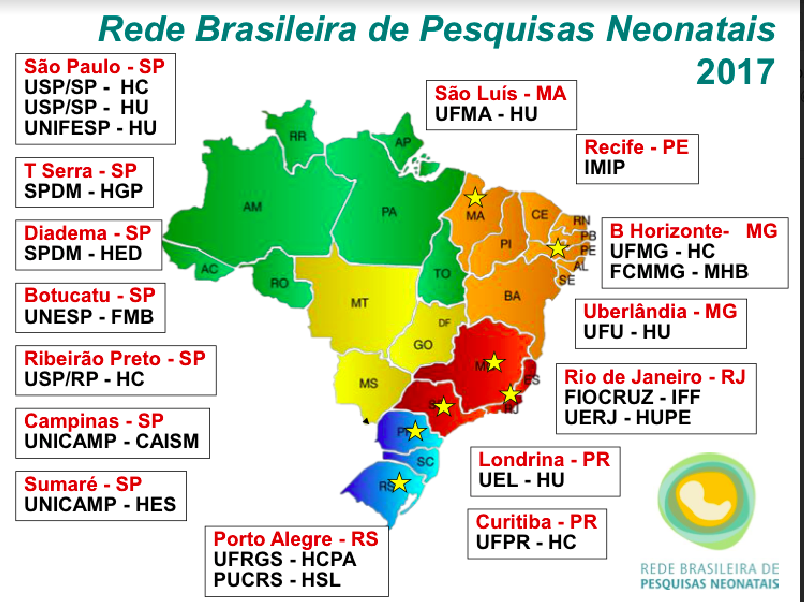 Rede Brasileira de Pesquisas Neonatais
2017
São Paulo - SP
USP/SP - HC
USP/SP - HU
UNIFESP - HU
T Serra - SP
SPDM - HGP
Diadema - SP
SPDM - HED
Botucatu - SP
UNESP - FMB
Ribeirão Preto - SP
USP/RP - HC
Campinas - SP
UNICAMP - CAISM
Sumaré - SP
UNICAMP - HES
Porto Alegre - RS
UFRGS - HCPA
PUCRS - HSL
São Luís - MA
UFMA - HU
Recife - PE
IMIP
B Horizonte- MG
UFMG - HC
FCMMG - MHB
Uberlândia - MG
UFU - HU
Rio de Janeiro - RJ
FIOCRUZ - IFF
UERJ - HUPE
Londrina - PR
UEL - HU
Curitiba - PR
UFPR - HC
RR
AP
AM
PA
MA
CE
RN
PB
PE
PI
AL
SE
AC
RO
TO
BA
MT
DF
GO
MS
ES
RJ
SC
RS
REDE BRASILEIRA DE
PESQUISAS NEONATAIS